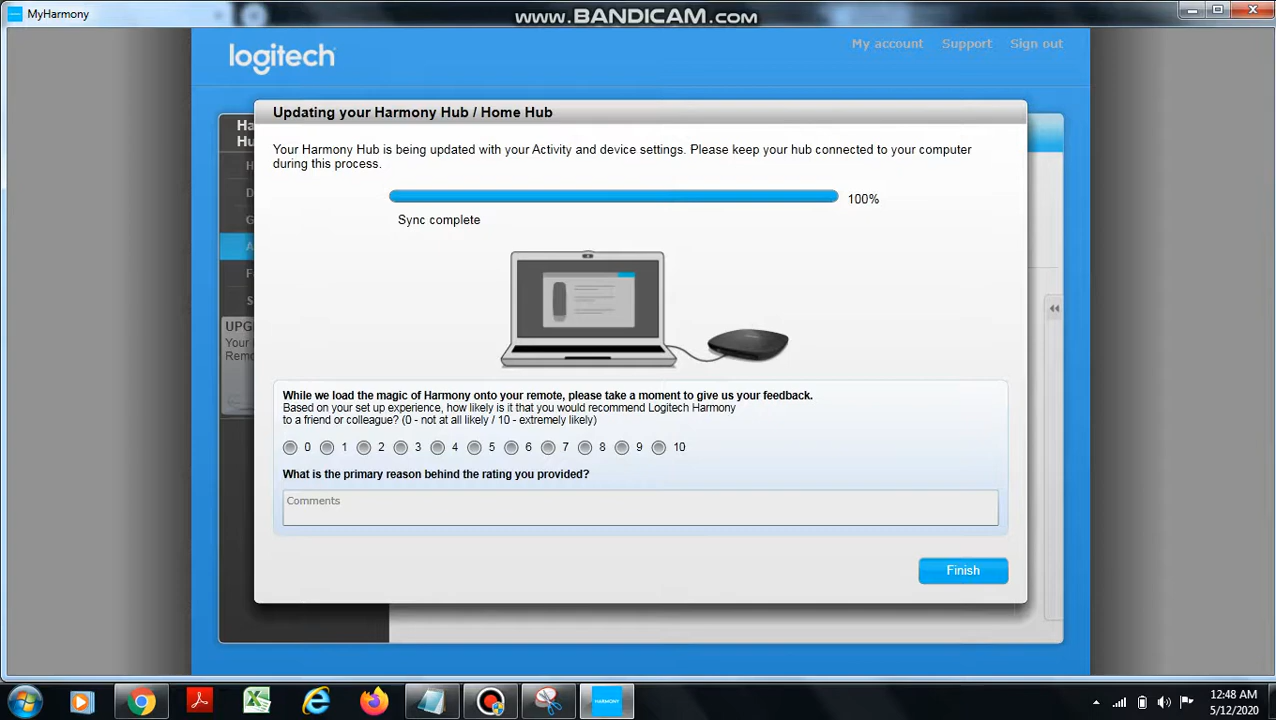 MyHarmony
www.BANDICAM.com
logitech
My account Support Sign out
Updating your Harmony Hub / Home Hub
Your Harmony Hub is being updated with your Activity and device settings. Please keep your hub connected to your computer
during this process.
100%
Sync complete
While we load the magic of Harmony onto your remote, please take a moment to give us your feedback.
Based on your set up experience, how likely is it that you would recommend Logitech Harmony
to a friend or colleague? (0 - not at all likely / 10 - extremely likely)
0 1 2 3 4 5 6 7 8 9 10
What is the primary reason behind the rating you provided?
Comments
Finish
Ha
Hu
H
D
G
A
F
S
UPG
Your
Remo
HARMONY
12:48 AM
5/12/2020